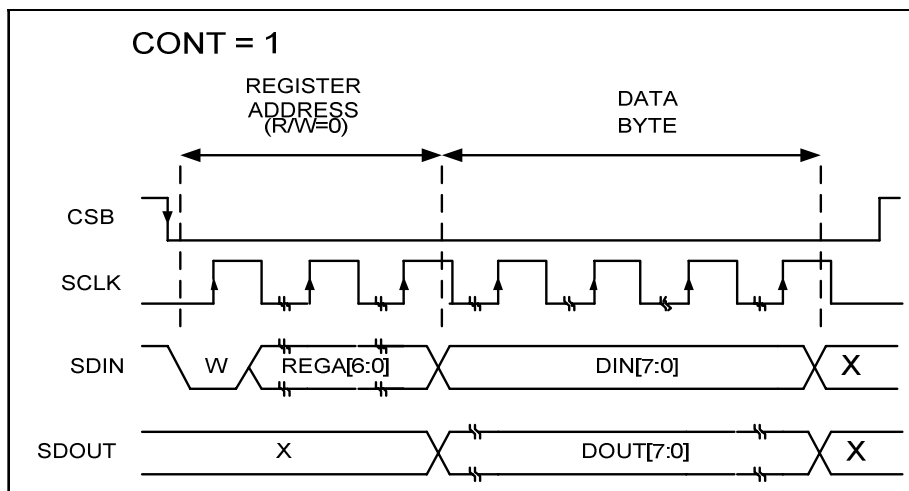 CONT = 1
REGISTER
ADDRESS
(R/W=0)
DATA
BYTE
CSB
SCLK
SDIN
W
REGA[6:0]
DIN[7:0]
X
SDOUT
X
DOUT[7:0]
X